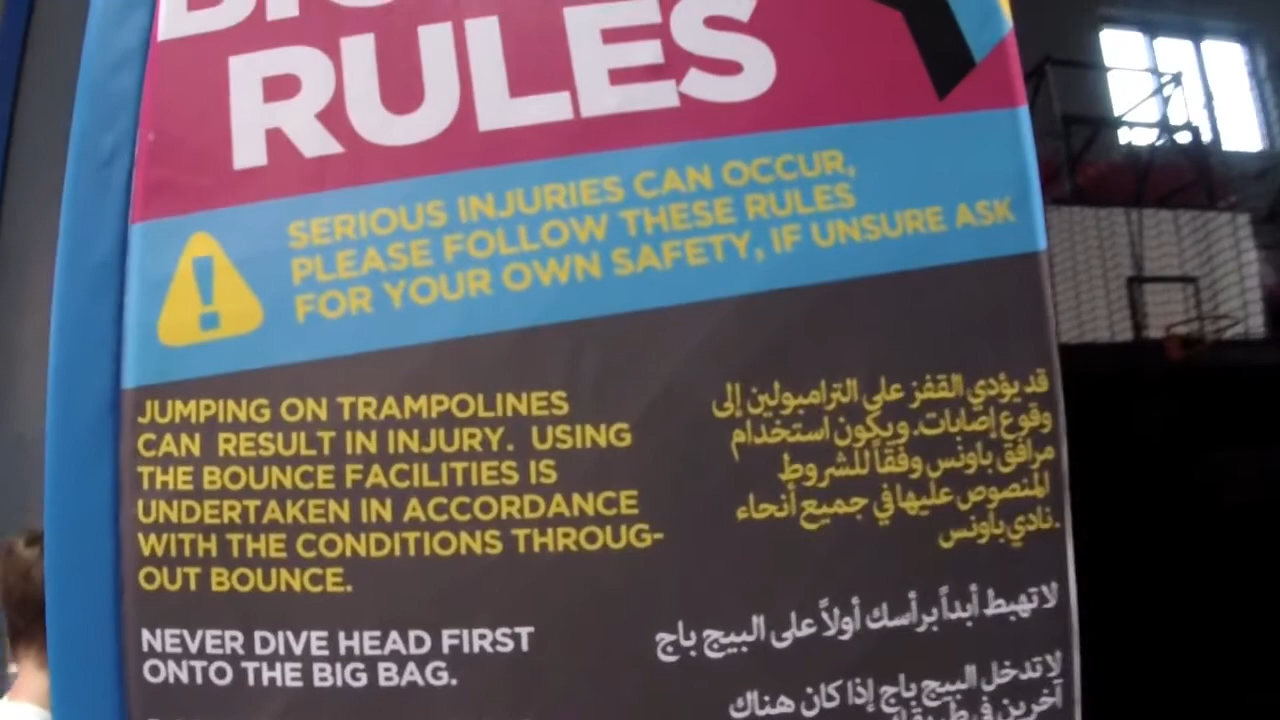 RULES
SERIOUS INJURIES CAN OCCUR,
PLEASE FOLLOW THESE RULES
FOR YOUR OWN SAFETY, IF UNSURE ASK
JUMPING ON TRAMPOLINES
CAN RESULT IN INJURY. USING
THE BOUNCE FACILITIES IS
UNDERTAKEN IN ACCORDANCE
WITH THE CONDITIONS THROUG-
OUT BOUNCE.
NEVER DIVE HEAD FIRST
ONTO THE BIG BAG.
قد يؤدي القفز على الترامبولين إلى
وقوع إصابات. ويكون استخدام
مرافق باونس وفقاً للشروط
المنصوص عليها في جميع أنحاء
نادي باونس.
لا تهبط أبداً برأسك أولاً على البيج باج
لا تدخل البيج باج إذا كان هناك
آخرين في